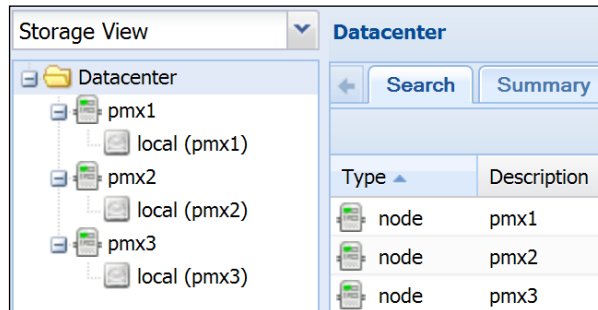 Storage View
Datacenter
pmx1
local (pmx1)
pmx2
local (pmx2)
pmx3
local (pmx3)
Datacenter
Search Summary
Type Description
node pmx1
node pmx2
node pmx3